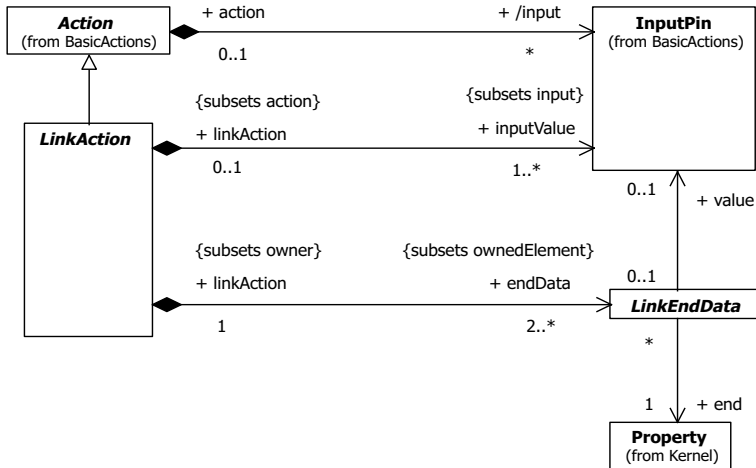 Action
(from BasicActions)
+ action
+ /input
0..1
*
InputPin
(from BasicActions)
{subsets action}
{subsets input}
LinkAction
+ linkAction
+ inputValue
0..1
1..*
0..1
+ value
{subsets owner}
{subsets ownedElement}
+ linkAction
+ endData
0..1
1
2..*
LinkEndData
*
1
+ end
Property
(from Kernel)